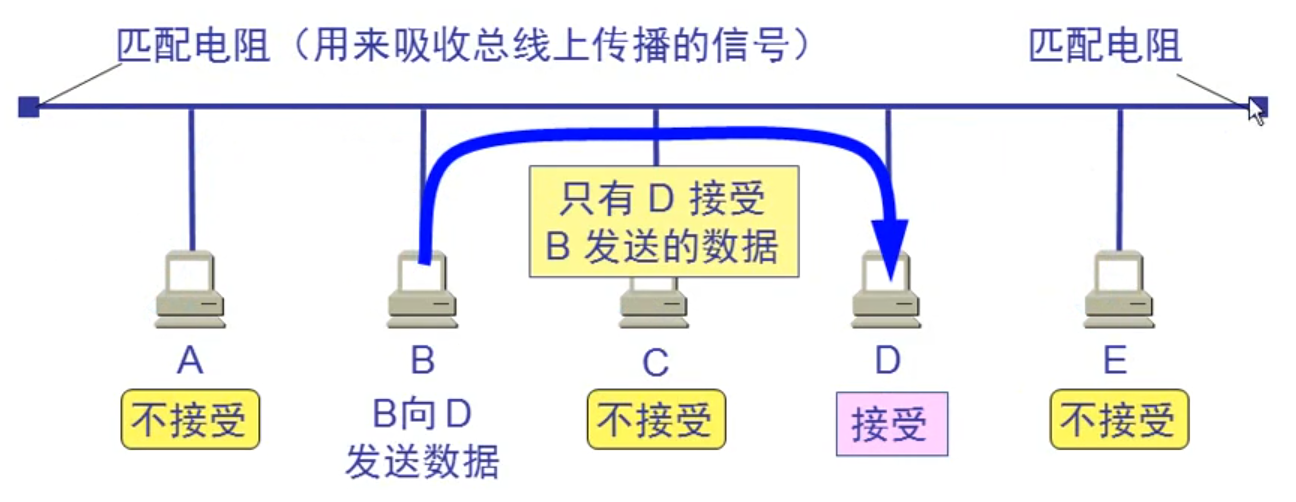 匹配电阻（用来吸收总线上传播的信号）
匹配电阻
只有 D 接受
B 发送的数据
A
B
C
D
E
不接受
B向D
发送数据
不接受
接受
不接受